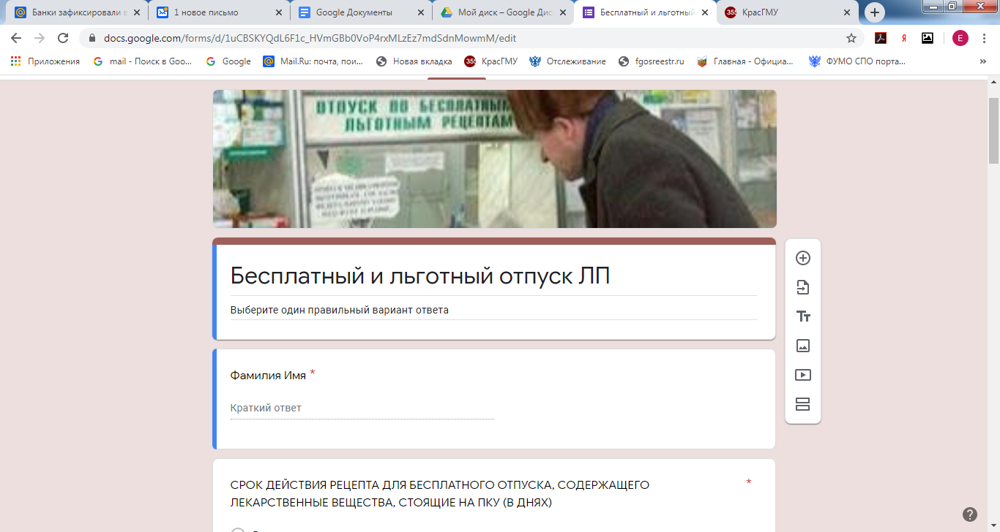 Банки зафиксировали в
1 новое письмо
Google Документы
Мой диск – Google Дис
Бесплатный и льготный
КрасГМУ
docs.google.com/forms/d/1uCBSKYQdL6F1c_HVmGBb0VoP4rxMLzEz7mdSdnMowmM/edit
Приложения
mail - Поиск в Goo...
Google
Mail.Ru: почта, пои...
Новая вкладка
КрасГМУ
Отслеживание
fgosreestr.ru
Главная - Официа...
ФУМО СПО порта...
ОТПУСК ПО БЕСПЛАТНЫМ
ЛЬГОТНЫМ РЕЦЕПТАМ
Бесплатный и льготный отпуск ЛП
Выберите один правильный вариант ответа
Фамилия Имя *
Краткий ответ
СРОК ДЕЙСТВИЯ РЕЦЕПТА ДЛЯ БЕСПЛАТНОГО ОТПУСКА, СОДЕРЖАЩЕГО *
ЛЕКАРСТВЕННЫЕ ВЕЩЕСТВА, СТОЯЩИЕ НА ПКУ (В ДНЯХ)